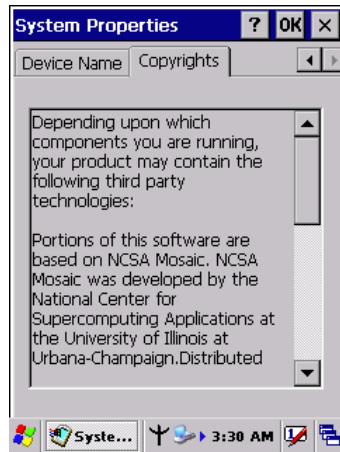 System Properties ? OK ×
Device Name Copyrights
Depending upon which
components you are running,
your product may contain the
following third party
technologies:
Portions of this software are
based on NCSA Mosaic. NCSA
Mosaic was developed by the
National Center for
Supercomputing Applications at
the University of Illinois at
Urbana-Champaign.Distributed
Syste... 3:30 AM